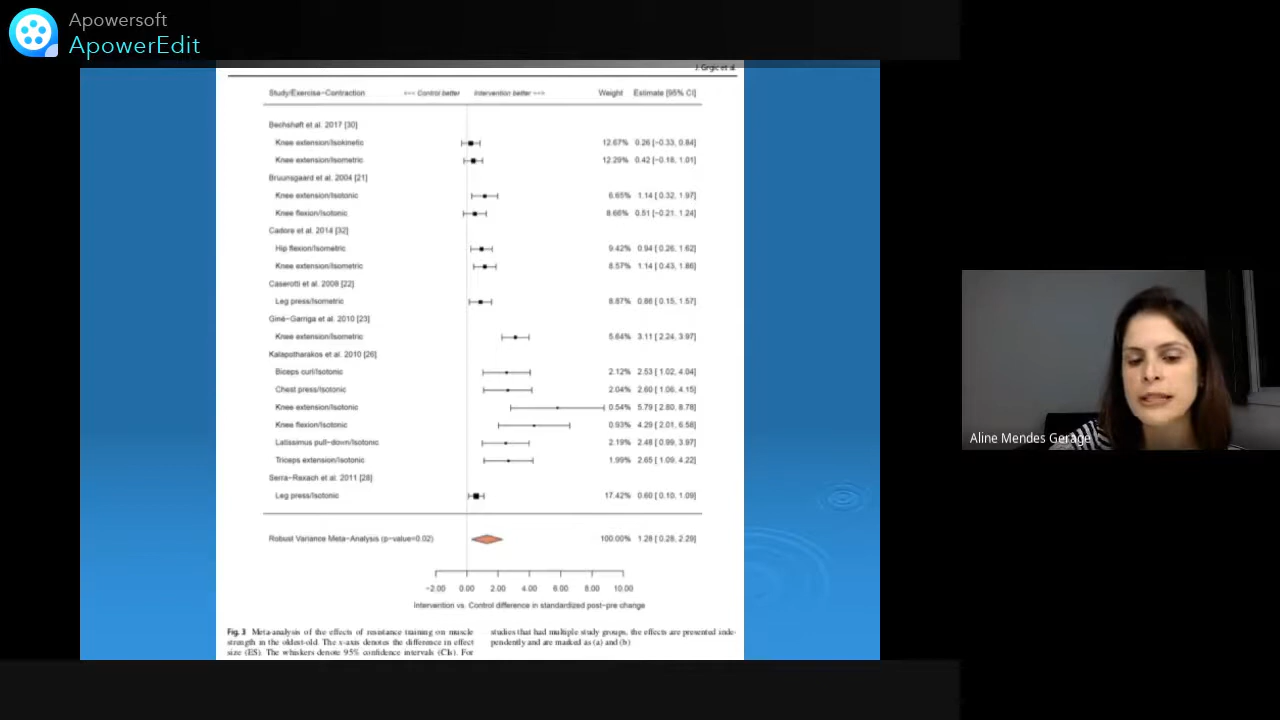 Apowersoft
ApowerEdit
J. Grgic et al.
Study/Exercise−Contraction <−− Control better Intervention better −−> Weight Estimate [95% CI]
Bechshøft et al. 2017 [30]
Knee extension/Isokinetic 12.67% 0.26 [−0.33, 0.84]
Knee extension/Isometric 12.29% 0.42 [−0.18, 1.01]
Bruunsgaard et al. 2004 [21]
Knee extension/Isotonic 6.65% 1.14 [ 0.32, 1.97]
Knee flexion/Isotonic 8.66% 0.51 [−0.21, 1.24]
Cadore et al. 2014 [32]
Hip flexion/Isometric 9.42% 0.94 [ 0.26, 1.62]
Knee extension/Isometric 8.57% 1.14 [ 0.43, 1.86]
Caserotti et al. 2008 [22]
Leg press/Isometric 8.87% 0.86 [ 0.15, 1.57]
Giné−Garriga et al. 2010 [23]
Knee extension/Isometric 5.64% 3.11 [ 2.24, 3.97]
Kalapotharakos et al. 2010 [26]
Biceps curl/Isotonic 2.12% 2.53 [ 1.02, 4.04]
Chest press/Isotonic 2.04% 2.60 [ 1.06, 4.15]
Knee extension/Isotonic 0.54% 5.79 [ 2.80, 8.78]
Knee flexion/Isotonic 0.93% 4.29 [ 2.01, 6.58]
Latissimus pull−down/Isotonic 2.19% 2.48 [ 0.99, 3.97]
Triceps extension/Isotonic 1.99% 2.65 [ 1.09, 4.22]
Serra−Rexach et al. 2011 [28]
Leg press/Isotonic 17.42% 0.60 [ 0.10, 1.09]
Robust Variance Meta−Analysis (p−value=0.02) 100.00% 1.28 [ 0.28, 2.29]
−2.00 0.00 2.00 4.00 6.00 8.00 10.00
Intervention vs. Control difference in standardized post−pre change
Fig. 3 Meta-analysis of the effects of resistance training on muscle
strength in the oldest-old. The x-axis denotes the difference in effect
size (ES). The whiskers denote 95% confidence intervals (CIs). For
studies that had multiple study groups, the effects are presented inde-
pendently and are marked as (a) and (b)
Aline Mendes Gerage